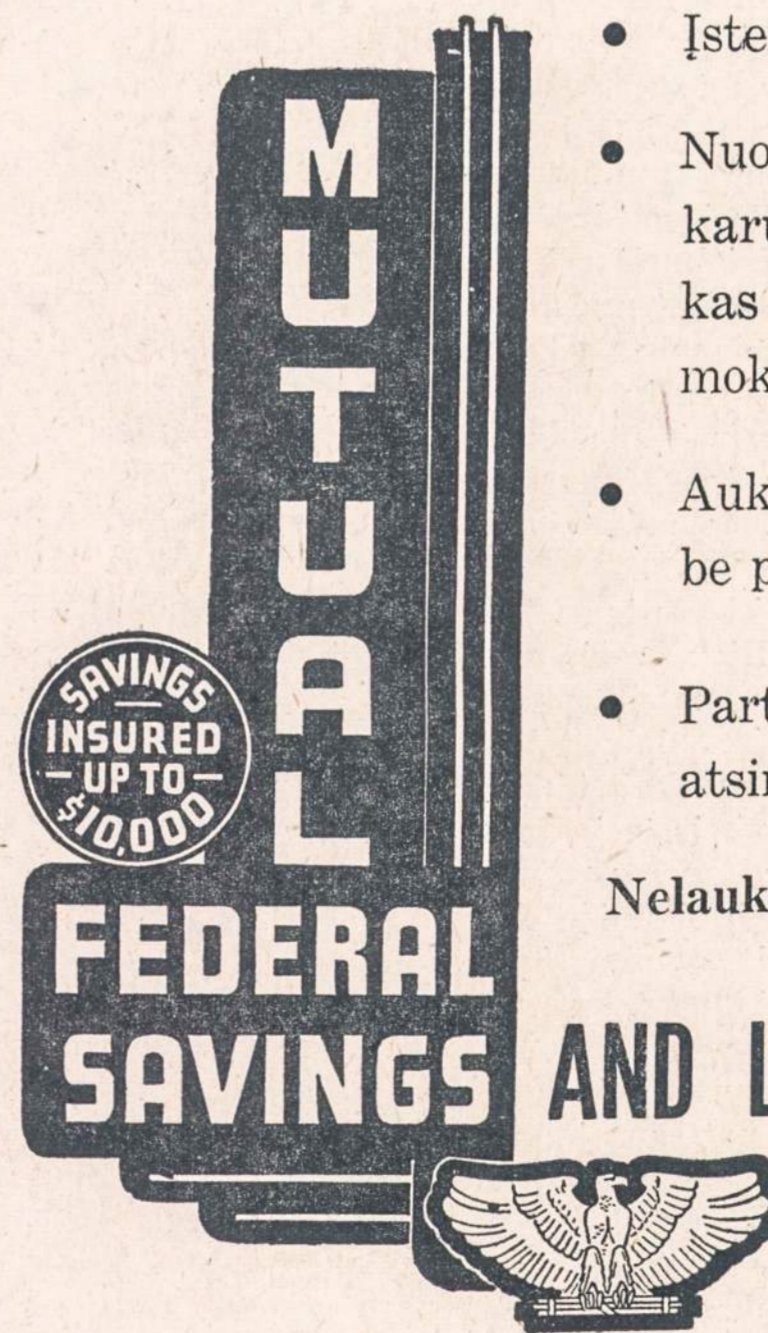 MUTUAL
SAVINGS
INSURED
UP TO
$10,000
FEDERAL
SAVINGS AND L
• Įste
• Nuo
karu
kas
mok
• Auk
be p
• Part
atsi
Nelauk